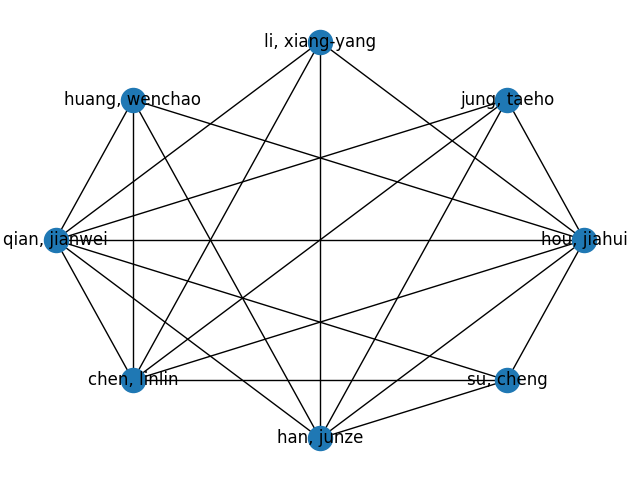 li, xiang-yang
huang, wenchao
jung, taeho
qian, jianwei
hou, jiahui
chen, linlin
su, cheng
han, junze